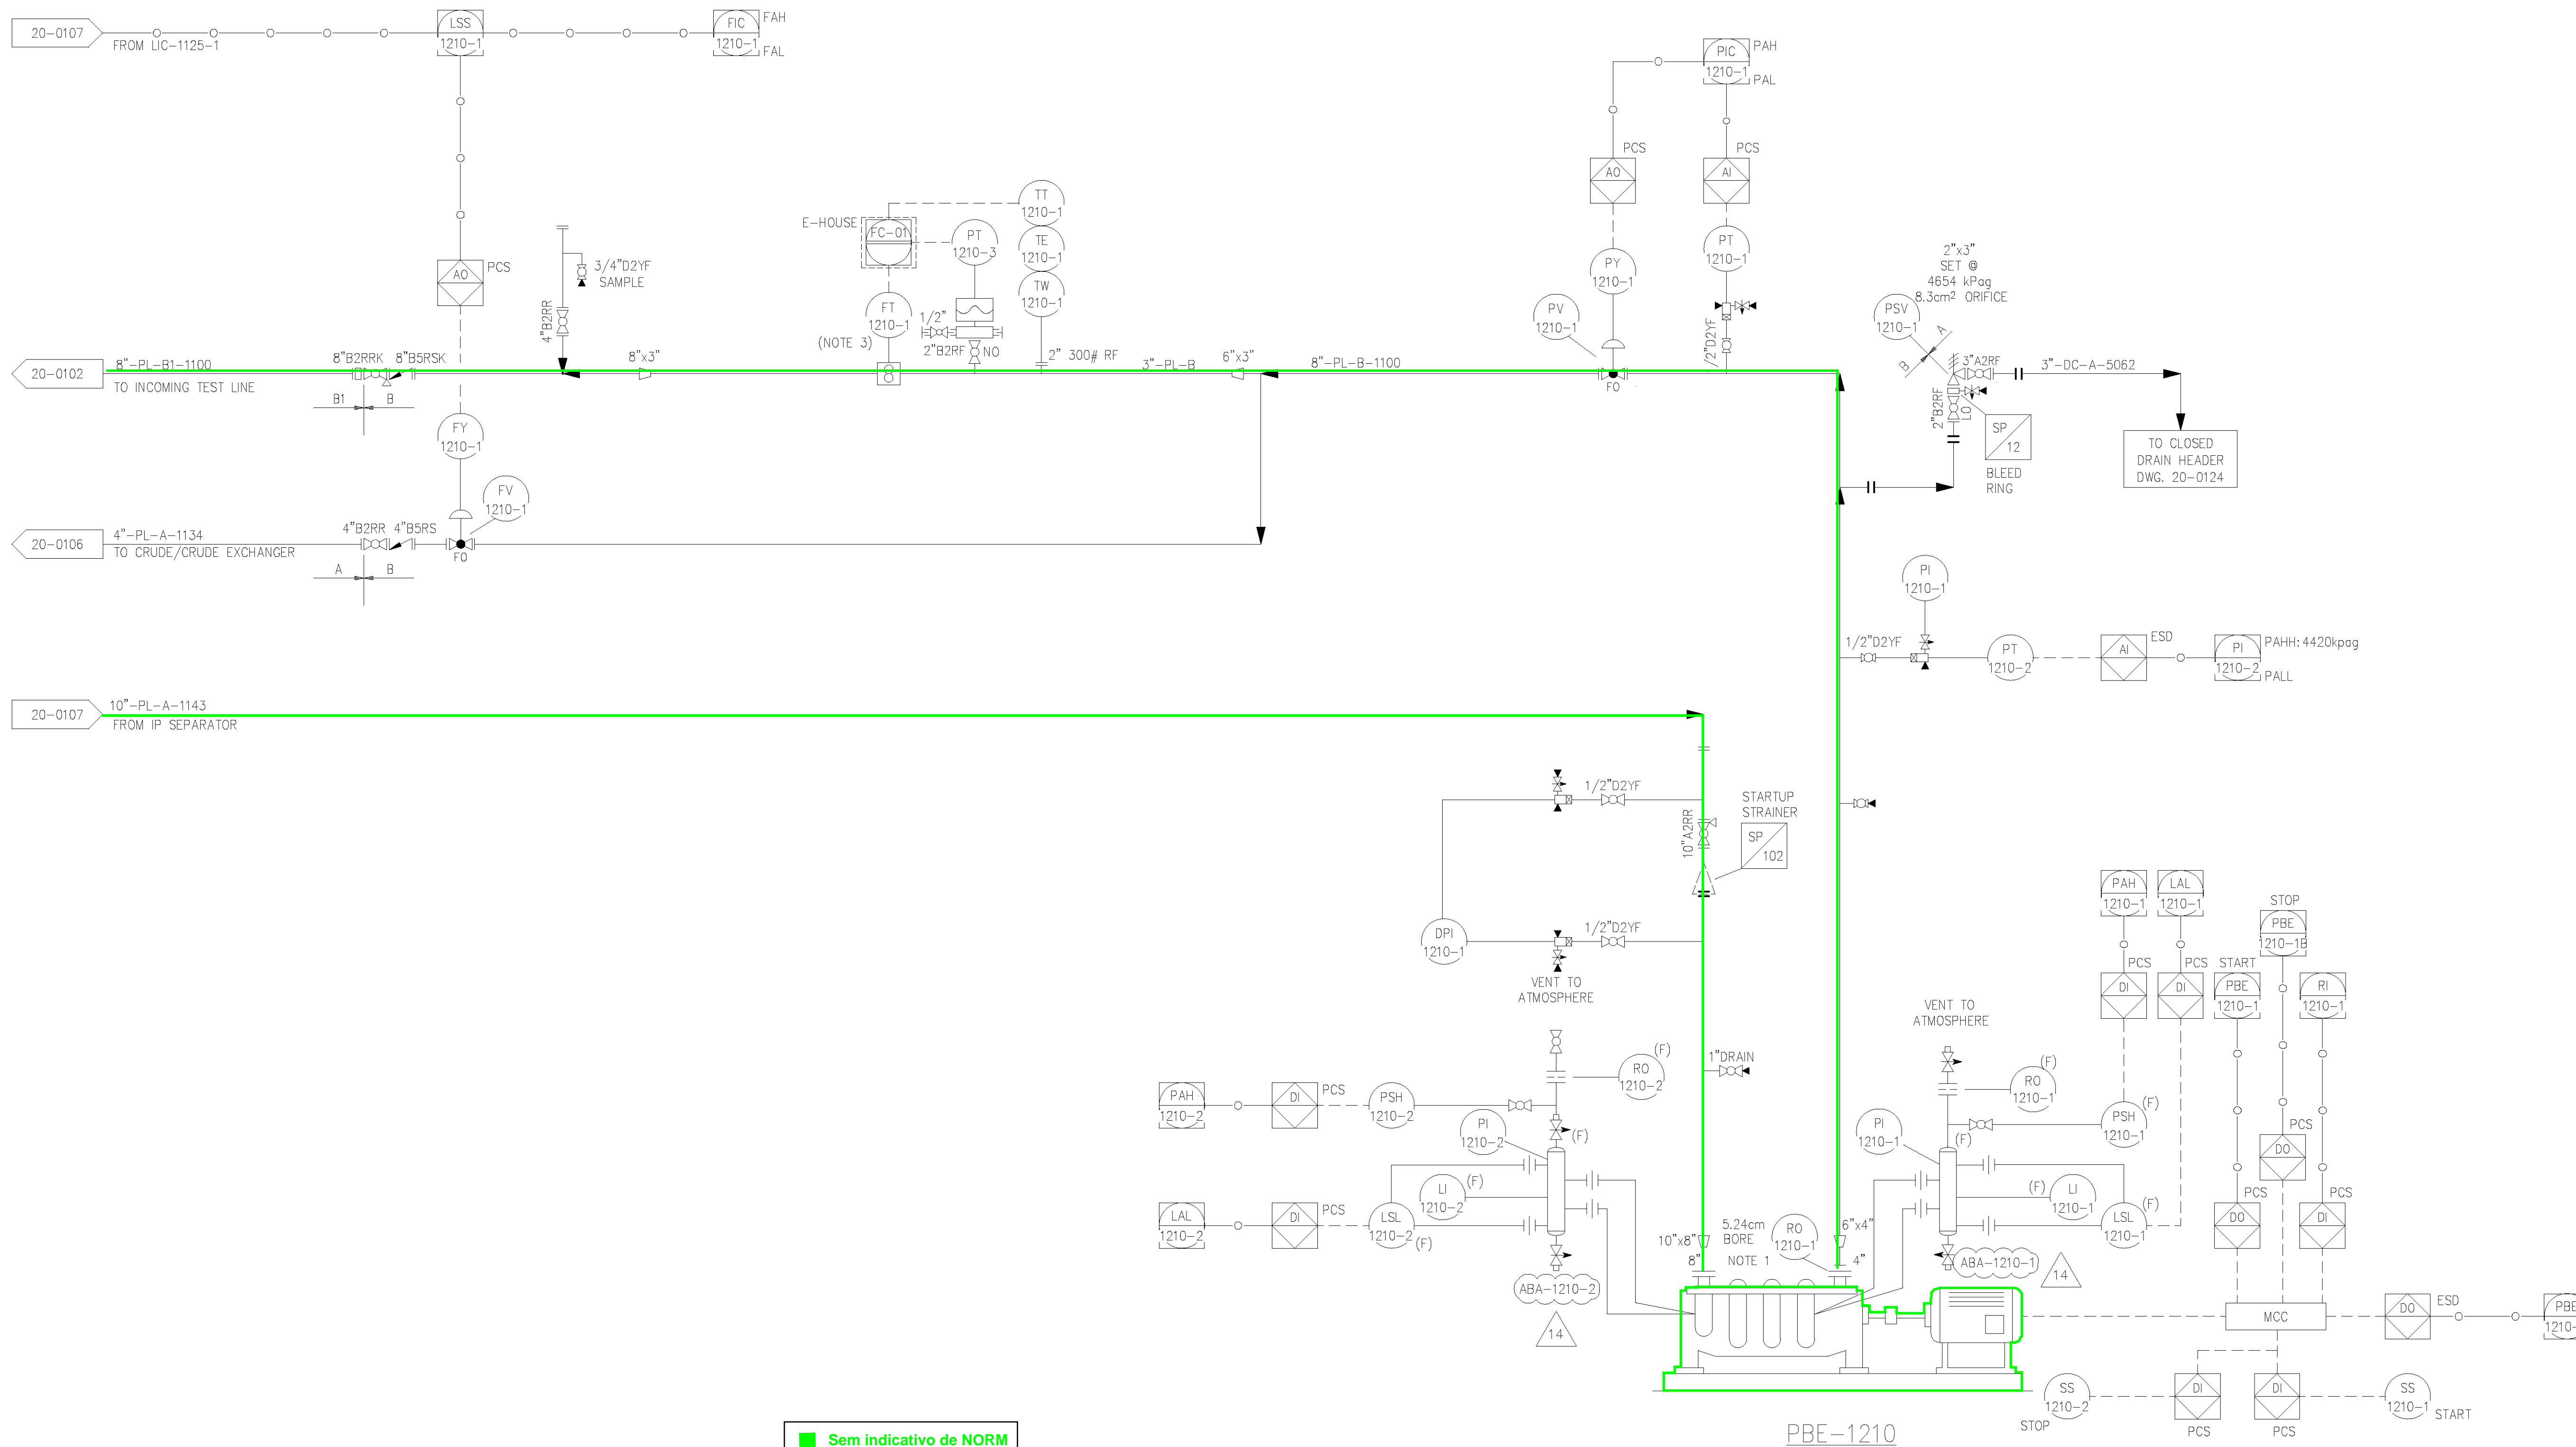 20-0107
FROM LIC-1125-1
LSS
1210-1
FIC
1210-1
FAH
FAL
PIC
1210-1
PAH
PAL
AO
PCS
AI
PCS
AO
PCS
3/4"D2YF
SAMPLE
4"B2RR
E-HOUSE
FC-01
PT
1210-3
TT
1210-1
TE
1210-1
TW
1210-1
FT
1210-1
(NOTE 3)
1/2"
2"B2RF
NO
2" 300# RF
PY
1210-1
PT
1210-1
PV
1210-1
FO
1/2"D2YF
2"x3"
SET @
4654 kPag
8.3cm² ORIFICE
PSV
1210-1
A
B
3"A2RF
3"-DC-A-5062
2"B2RF
LO
SP
12
BLEED
RING
TO CLOSED
DRAIN HEADER
DWG. 20-0124
20-0102
8"-PL-B1-1100
TO INCOMING TEST LINE
8"B2RRK
8"B5RSK
B1
B
8"x3"
3"-PL-B
6"x3"
8"-PL-B-1100
FY
1210-1
FV
1210-1
20-0106
4"-PL-A-1134
TO CRUDE/CRUDE EXCHANGER
4"B2RR
4"B5RS
FO
A
B
PI
1210-1
1/2"D2YF
PT
1210-2
AI
ESD
PI
1210-2
PAHH: 4420kpag
PALL
20-0107
10"-PL-A-1143
FROM IP SEPARATOR
1/2"D2YF
STARTUP
STRAINER
SP
102
10"A2RR
DPI
1210-1
1/2"D2YF
VENT TO
ATMOSPHERE
VENT TO
ATMOSPHERE
PAH
1210-1
LAL
1210-1
STOP
PBE
1210-1B
DI
PCS
DI
PCS
START
PBE
1210-1
RI
1210-1
1"DRAIN
RO
1210-2
(F)
RO
1210-1
(F)
PAH
1210-2
DI
PCS
PSH
1210-2
PI
1210-2
(F)
PI
1210-1
(F)
PSH
1210-1
(F)
DO
PCS
LI
1210-2
(F)
LI
1210-1
(F)
LAL
1210-2
DI
PCS
LSL
1210-2
(F)
LSL
1210-1
(F)
DO
PCS
DI
PCS
10"x8"
8"
5.24cm
BORE
NOTE 1
RO
1210-1
6"x4"
4"
ABA-1210-2
14
ABA-1210-1
14
MCC
DO
ESD
PBE
1210-
SS
1210-2
STOP
DI
PCS
DI
PCS
SS
1210-1
START
PBE-1210
Sem indicativo de NORM